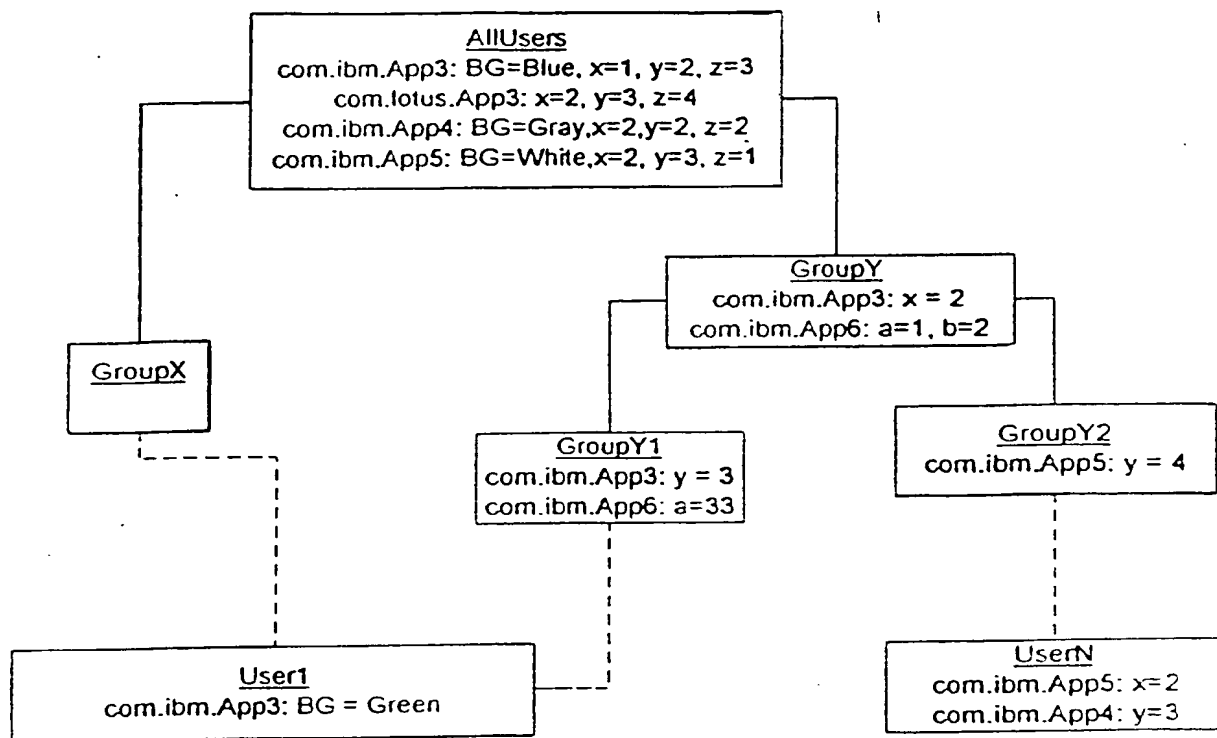 AllUsers
com.ibm.App3: BG=Blue, x=1, y=2, z=3
com.lotus.App3: x=2, y=3, z=4
com.ibm.App4: BG=Gray,x=2,y=2, z=2
com.ibm.App5: BG=White,x=2, y=3, z=1
GroupY
com.ibm.App3: x = 2
com.ibm.App6: a=1, b=2
GroupX
GroupY1
com.ibm.App3: y = 3
com.ibm.App6: a=33
GroupY2
com.ibm.App5: y = 4
User1
com.ibm.App3: BG = Green
UserN
com.ibm.App5: x=2
com.ibm.App4: y=3